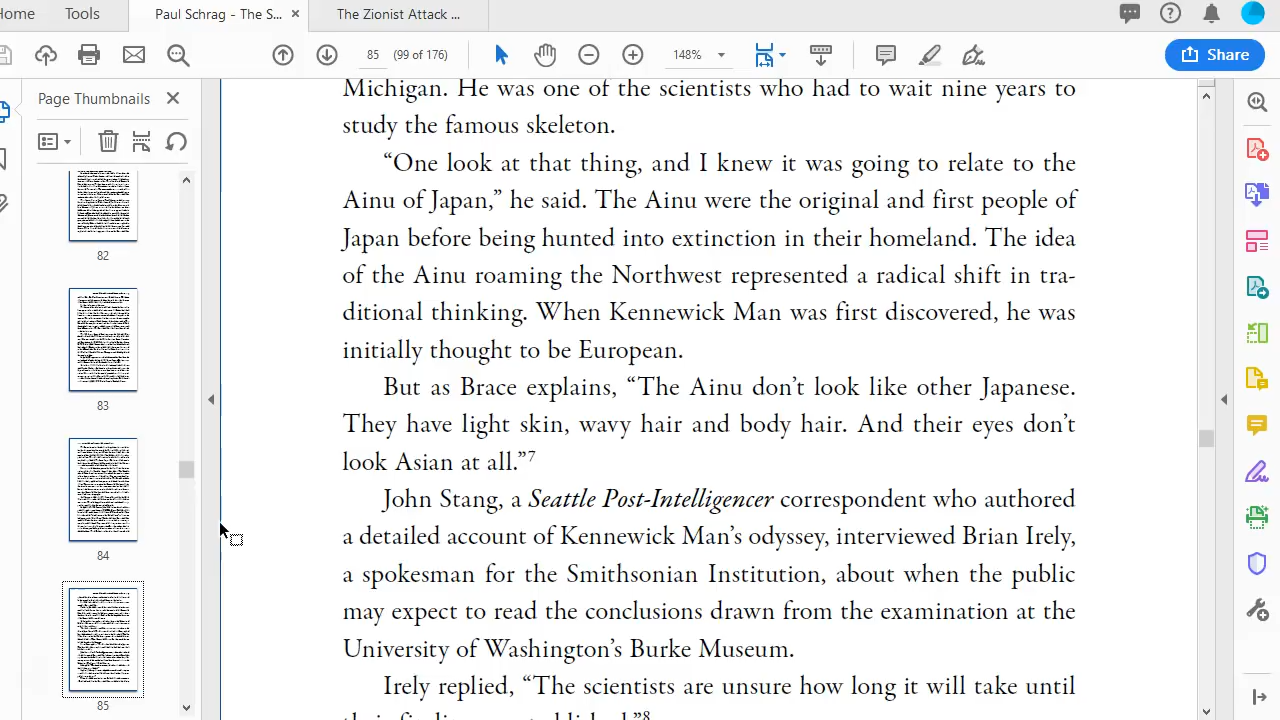 Home
Tools
Paul Schrag - The S...
The Zionist Attack ...
85
(99 of 176)
148%
Share
Page Thumbnails
82
83
84
85
Michigan. He was one of the scientists who had to wait nine years to
study the famous skeleton.
“One look at that thing, and I knew it was going to relate to the
Ainu of Japan,” he said. The Ainu were the original and first people of
Japan before being hunted into extinction in their homeland. The idea
of the Ainu roaming the Northwest represented a radical shift in tra-
ditional thinking. When Kennewick Man was first discovered, he was
initially thought to be European.
But as Brace explains, “The Ainu don’t look like other Japanese.
They have light skin, wavy hair and body hair. And their eyes don’t
look Asian at all.”7
John Stang, a Seattle Post-Intelligencer correspondent who authored
a detailed account of Kennewick Man’s odyssey, interviewed Brian Irely,
a spokesman for the Smithsonian Institution, about when the public
may expect to read the conclusions drawn from the examination at the
University of Washington’s Burke Museum.
Irely replied, “The scientists are unsure how long it will take until